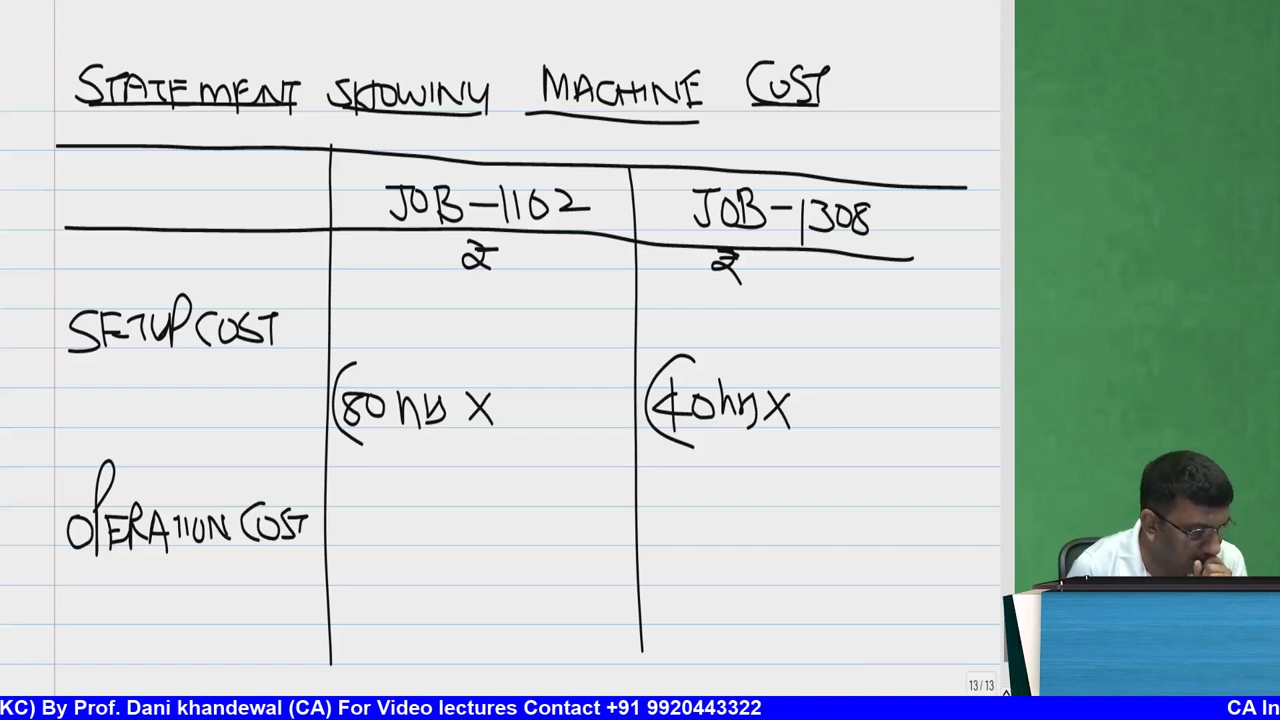 STATEMENT SHOWING MACHINE COST
JOB-1102 JOB-1308
₹ ₹
SETUP COST
(80 hrs X (40 hrs X
OPERATION COST
13/13
KC) By Prof. Dani khandewal (CA) For Video lectures Contact +91 9920443322 CA In